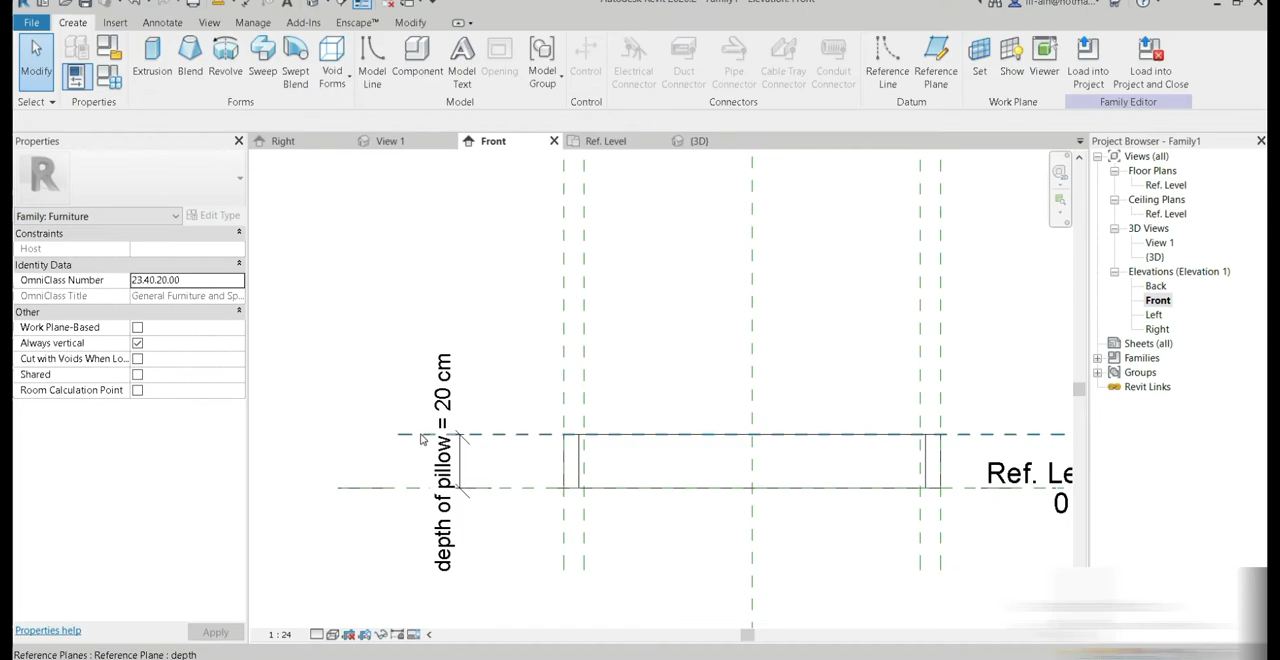 File Create Insert Annotate View Manage Add-Ins Enscape™ Modify
Modify
Extrusion Blend Revolve Sweep Swept Blend Void Forms
Model Line Component Model Text Opening Model Group
Control
Electrical Connector Duct Connector Pipe Connector Cable Tray Connector Conduit Connector
Reference Line Reference Plane
Set Show Viewer
Load into Project Load into Project and Close
Select Properties Forms Model Control Connectors Datum Work Plane Family Editor
Properties
Right View 1 Front Ref. Level {3D}
Project Browser - Family1
Family: Furniture Edit Type
Constraints
Host
Identity Data
OmniClass Number 23.40.20.00
OmniClass Title General Furniture and Sp...
Other
Work Plane-Based
Always vertical
Cut with Voids When Lo...
Shared
Room Calculation Point
Properties help Apply
depth of pillow = 20 cm
Ref. Le
0
Views (all)
Floor Plans
Ref. Level
Ceiling Plans
Ref. Level
3D Views
View 1
{3D}
Elevations (Elevation 1)
Back
Front
Left
Right
Sheets (all)
Families
Groups
Revit Links
1 : 24
Reference Planes : Reference Plane : depth